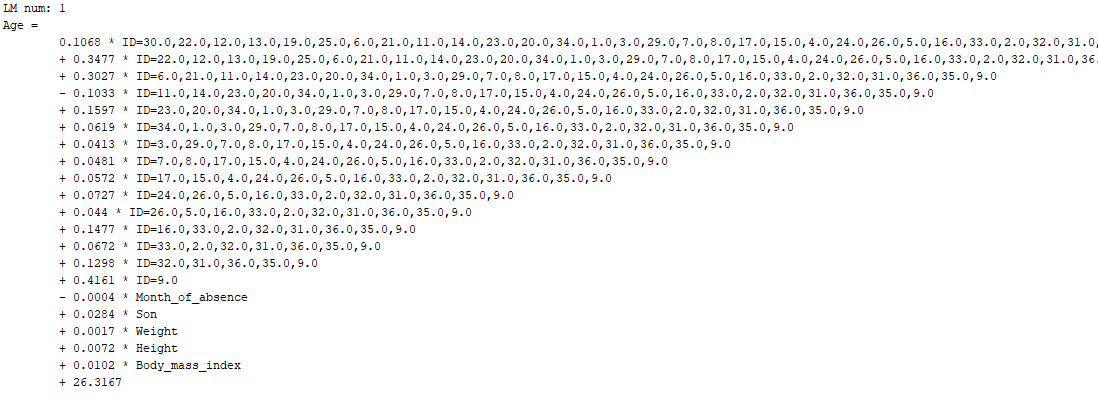 LM num: 1
Age =
0.1068 * ID=30.0,22.0,12.0,13.0,19.0,25.0,6.0,21.0,11.0,14.0,23.0,20.0,34.0,1.0,3.0,29.0,7.0,8.0,17.0,15.0,4.0,24.0,26.0,5.0,16.0,33.0,2.0,32.0,31.0,
+ 0.3477 * ID=22.0,12.0,13.0,19.0,25.0,6.0,21.0,11.0,14.0,23.0,20.0,34.0,1.0,3.0,29.0,7.0,8.0,17.0,15.0,4.0,24.0,26.0,5.0,16.0,33.0,2.0,32.0,31.0,36.
+ 0.3027 * ID=6.0,21.0,11.0,14.0,23.0,20.0,34.0,1.0,3.0,29.0,7.0,8.0,17.0,15.0,4.0,24.0,26.0,5.0,16.0,33.0,2.0,32.0,31.0,36.0,35.0,9.0
- 0.1033 * ID=11.0,14.0,23.0,20.0,34.0,1.0,3.0,29.0,7.0,8.0,17.0,15.0,4.0,24.0,26.0,5.0,16.0,33.0,2.0,32.0,31.0,36.0,35.0,9.0
+ 0.1597 * ID=23.0,20.0,34.0,1.0,3.0,29.0,7.0,8.0,17.0,15.0,4.0,24.0,26.0,5.0,16.0,33.0,2.0,32.0,31.0,36.0,35.0,9.0
+ 0.0619 * ID=34.0,1.0,3.0,29.0,7.0,8.0,17.0,15.0,4.0,24.0,26.0,5.0,16.0,33.0,2.0,32.0,31.0,36.0,35.0,9.0
+ 0.0413 * ID=3.0,29.0,7.0,8.0,17.0,15.0,4.0,24.0,26.0,5.0,16.0,33.0,2.0,32.0,31.0,36.0,35.0,9.0
+ 0.0481 * ID=7.0,8.0,17.0,15.0,4.0,24.0,26.0,5.0,16.0,33.0,2.0,32.0,31.0,36.0,35.0,9.0
+ 0.0572 * ID=17.0,15.0,4.0,24.0,26.0,5.0,16.0,33.0,2.0,32.0,31.0,36.0,35.0,9.0
+ 0.0727 * ID=24.0,26.0,5.0,16.0,33.0,2.0,32.0,31.0,36.0,35.0,9.0
+ 0.044 * ID=26.0,5.0,16.0,33.0,2.0,32.0,31.0,36.0,35.0,9.0
+ 0.1477 * ID=16.0,33.0,2.0,32.0,31.0,36.0,35.0,9.0
+ 0.0672 * ID=33.0,2.0,32.0,31.0,36.0,35.0,9.0
+ 0.1298 * ID=32.0,31.0,36.0,35.0,9.0
+ 0.4161 * ID=9.0
- 0.0004 * Month_of_absence
+ 0.0284 * Son
+ 0.0017 * Weight
+ 0.0072 * Height
+ 0.0102 * Body_mass_index
+ 26.3167